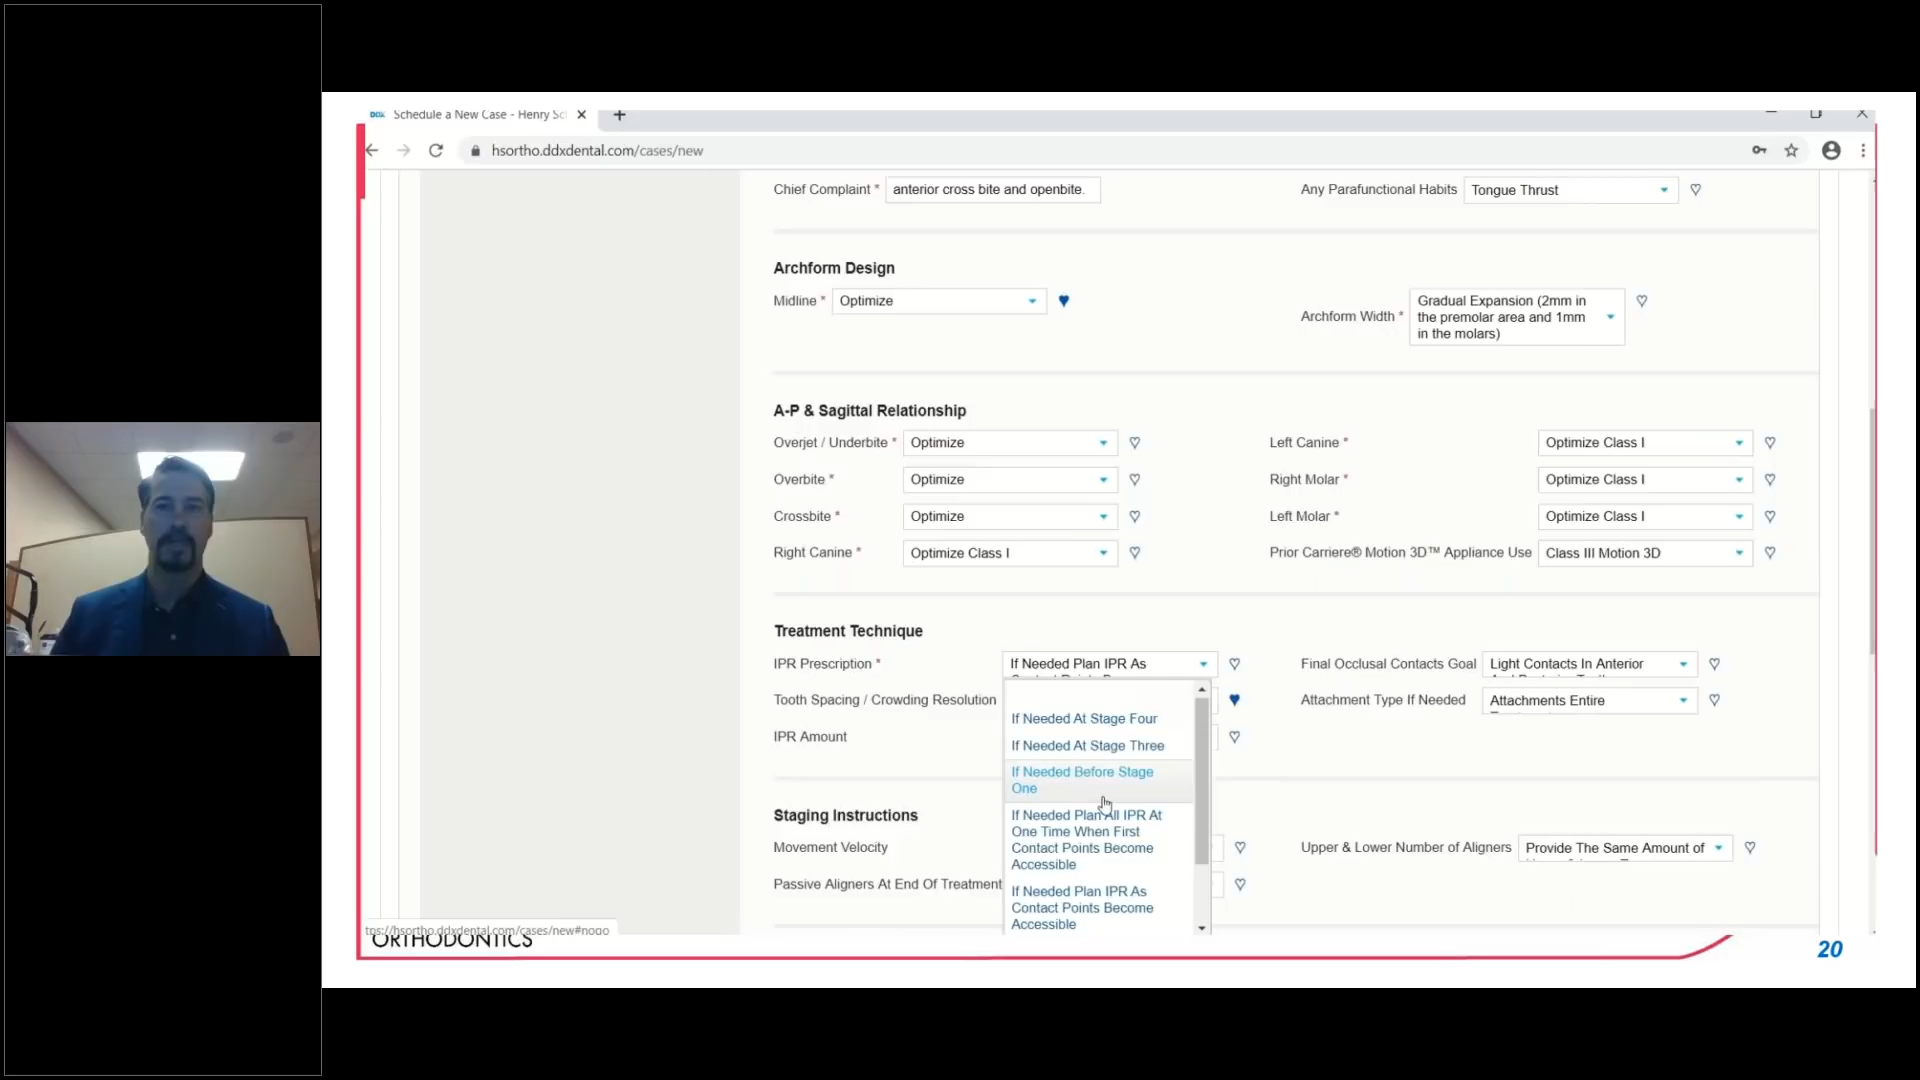 DDX Schedule a New Case - Henry Sc
hsortho.ddxdental.com/cases/new
Chief Complaint * anterior cross bite and openbite.
Any Parafunctional Habits Tongue Thrust
Archform Design
Midline * Optimize
Archform Width * Gradual Expansion (2mm in
the premolar area and 1mm
in the molars)
A-P & Sagittal Relationship
Overjet / Underbite * Optimize
Left Canine * Optimize Class I
Overbite * Optimize
Right Molar * Optimize Class I
Crossbite * Optimize
Left Molar * Optimize Class I
Right Canine * Optimize Class I
Prior Carriere® Motion 3D™ Appliance Use Class III Motion 3D
Treatment Technique
IPR Prescription * If Needed Plan IPR As
Final Occlusal Contacts Goal Light Contacts In Anterior
Tooth Spacing / Crowding Resolution
Attachment Type If Needed Attachments Entire
IPR Amount
If Needed At Stage Four
If Needed At Stage Three
If Needed Before Stage
One
If Needed Plan All IPR At
One Time When First
Contact Points Become
Accessible
If Needed Plan IPR As
Contact Points Become
Accessible
Staging Instructions
Movement Velocity
Upper & Lower Number of Aligners Provide The Same Amount of
Passive Aligners At End Of Treatment
tps://hsortho.ddxdental.com/cases/new#nogo
ORTHODONTICS
20